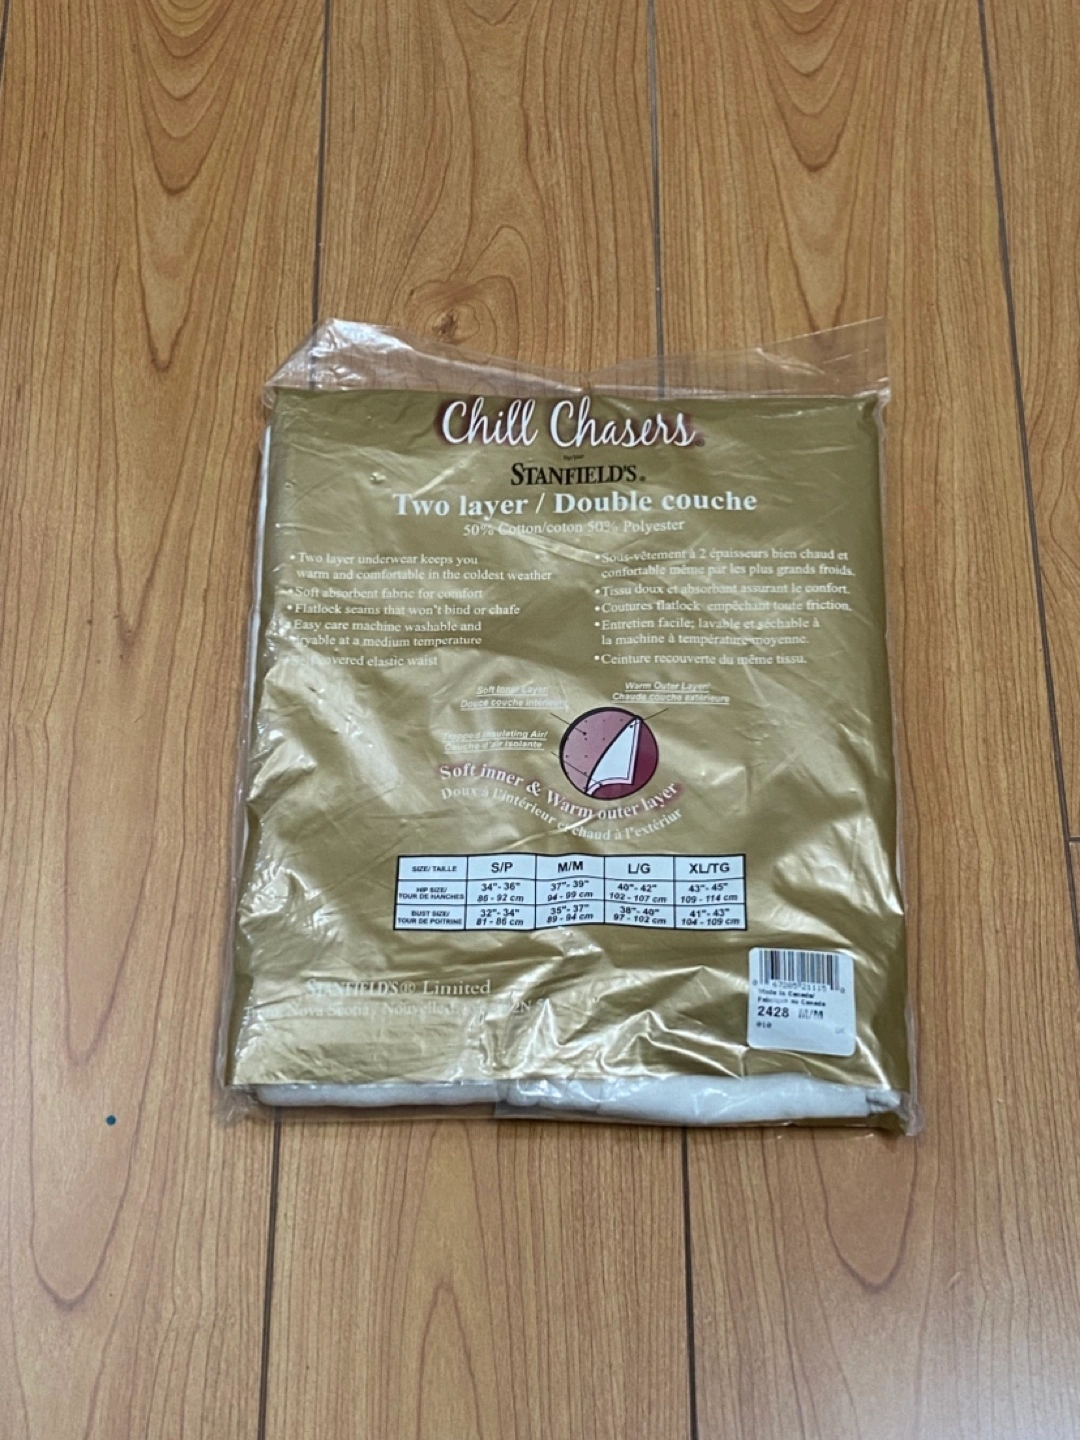 Chill Chasers®
by/par
STANFIELD'S®
Two layer / Double couche
50% Cotton/coton 50% Polyester
• Two layer underwear keeps you
warm and comfortable in the coldest weather
• Soft absorbent fabric for comfort
• Flatlock seams that won't bind or chafe
• Easy care machine washable and
dryable at a medium temperature
covered elastic waist
• Sous-vêtement à 2 épaisseurs bien chaud et
confortable même par les plus grands froids.
• Tissu doux et absorbant assurant le confort.
• Coutures flatlock empêchant toute friction.
• Entretien facile; lavable et séchable à
la machine à température moyenne.
• Ceinture recouverte du même tissu.
Soft Inner Layer/
Douce couche intérieure
Warm Outer Layer/
Chaude couche extérieure
Trapped Insulating Air/
Couche d'air isolante
Soft inner & Warm outer layer
Doux à l'intérieur et chaud à l'extériur
SIZE/ TAILLE S/P M/M L/G XL/TG
HIP SIZE/ 34"- 36" 37"- 39" 40"- 42" 43"- 45"
TOUR DE HANCHES 86 - 92 cm 94 - 99 cm 102 - 107 cm 109 - 114 cm
BUST SIZE/ 32"- 34" 35"- 37" 38"- 40" 41"- 43"
TOUR DE POITRINE 81 - 86 cm 89 - 94 cm 97 - 102 cm 104 - 109 cm
STANFIELD'S® Limited
Nova Scotia, Nouvelle
0 67285 21115 0
Made in Canada/
Fabriqué au Canada
2428 M/M
010